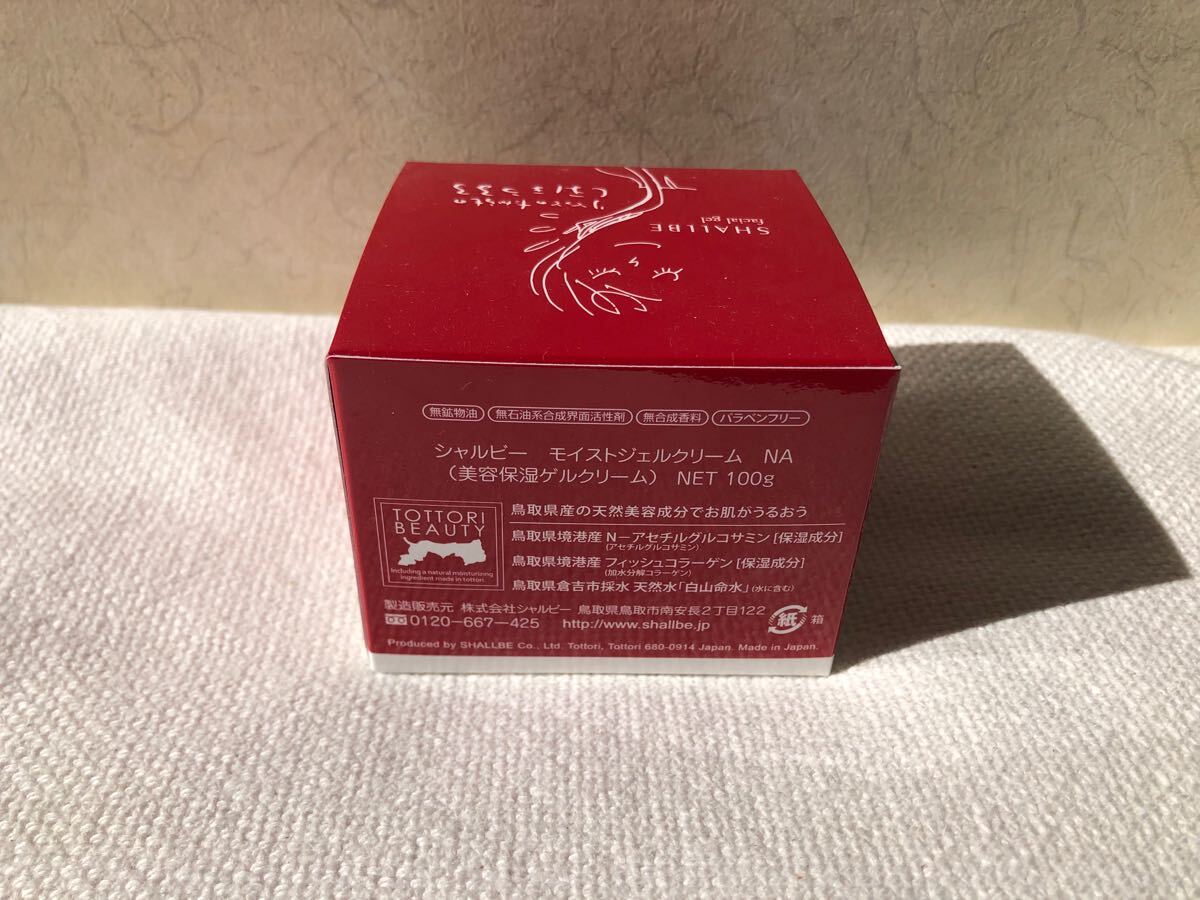 SHALLBE
facial gel
無鉱物油 無石油系合成界面活性剤 無合成香料 パラベンフリー
シャルビー モイストジェルクリーム NA
(美容保湿ゲルクリーム) NET 100g
TOTTORI
BEAUTY
Including a natural moisturizing
ingredient made in tottori.
鳥取県産の天然美容成分でお肌がうるおう
鳥取県境港産 N-アセチルグルコサミン [保湿成分]
(アセチルグルコサミン)
鳥取県境港産 フィッシュコラーゲン [保湿成分]
(加水分解コラーゲン)
鳥取県倉吉市採水 天然水「白山命水」(水に含む)
製造販売元 株式会社シャルビー 鳥取県鳥取市南安長2丁目122
0120-667-425 http://www.shallbe.jp
紙 箱
Produced by SHALLBE Co., Ltd. Tottori, Tottori 680-0914 Japan. Made in Japan.